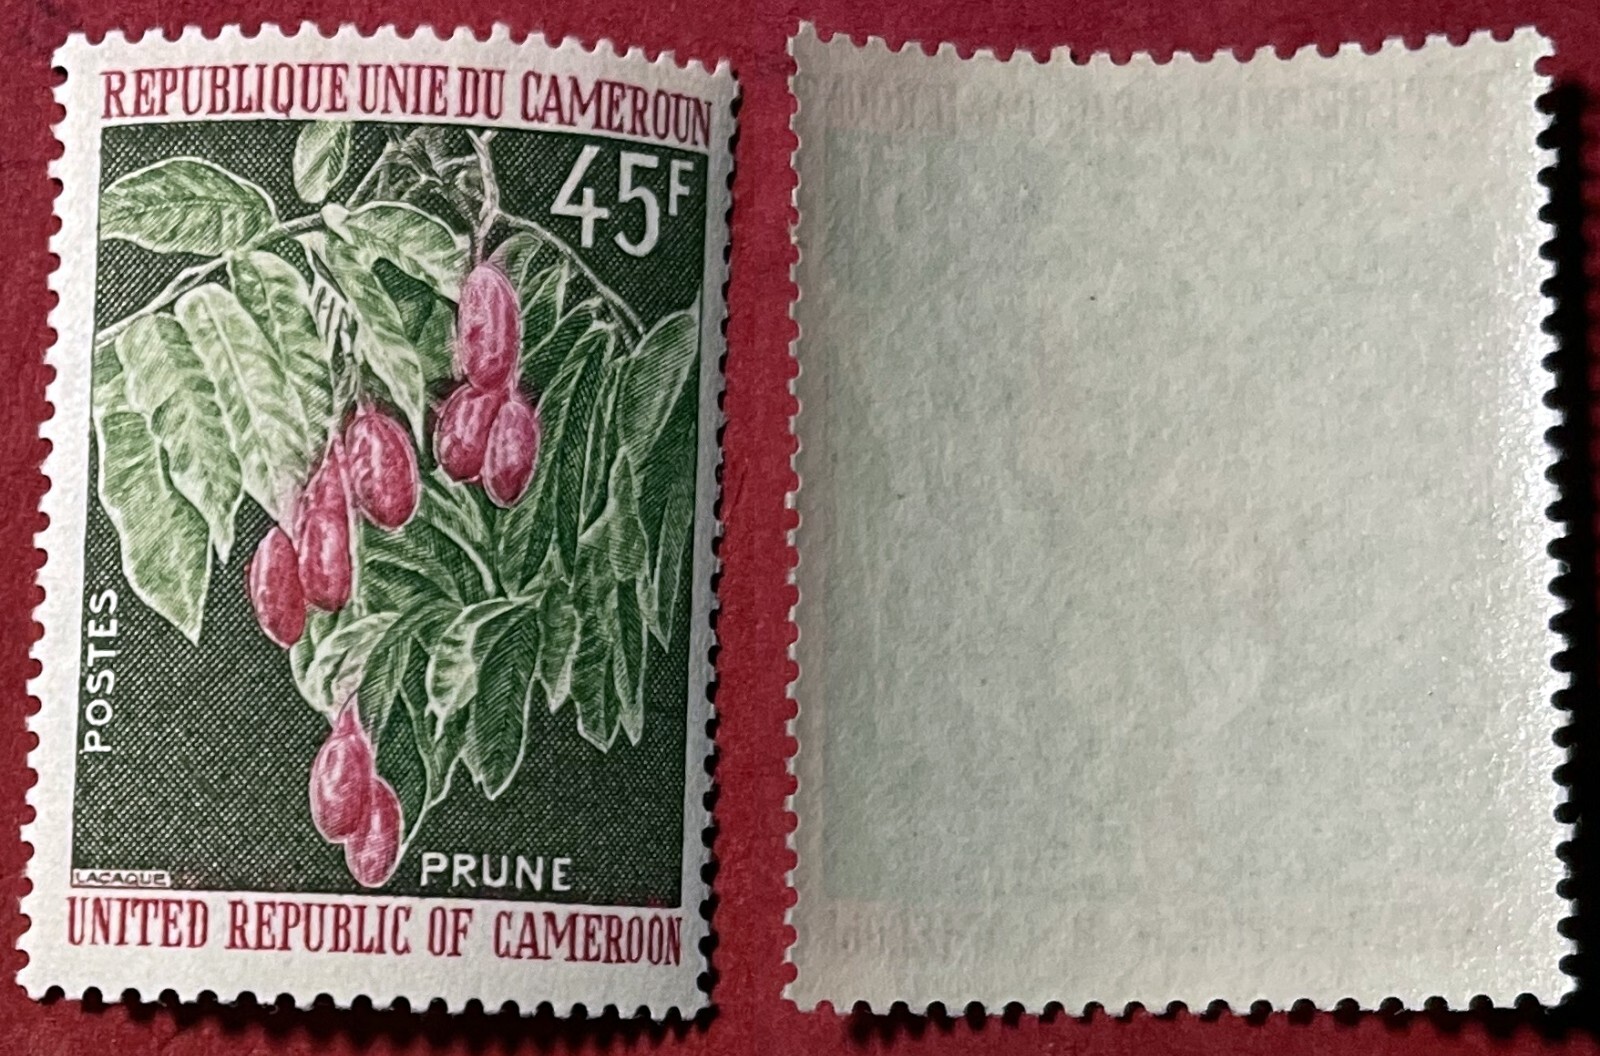 REPUBLIQUE UNIE DU CAMEROUN
45F
POSTES
PRUNE
LACAQUE
UNITED REPUBLIC OF CAMEROON